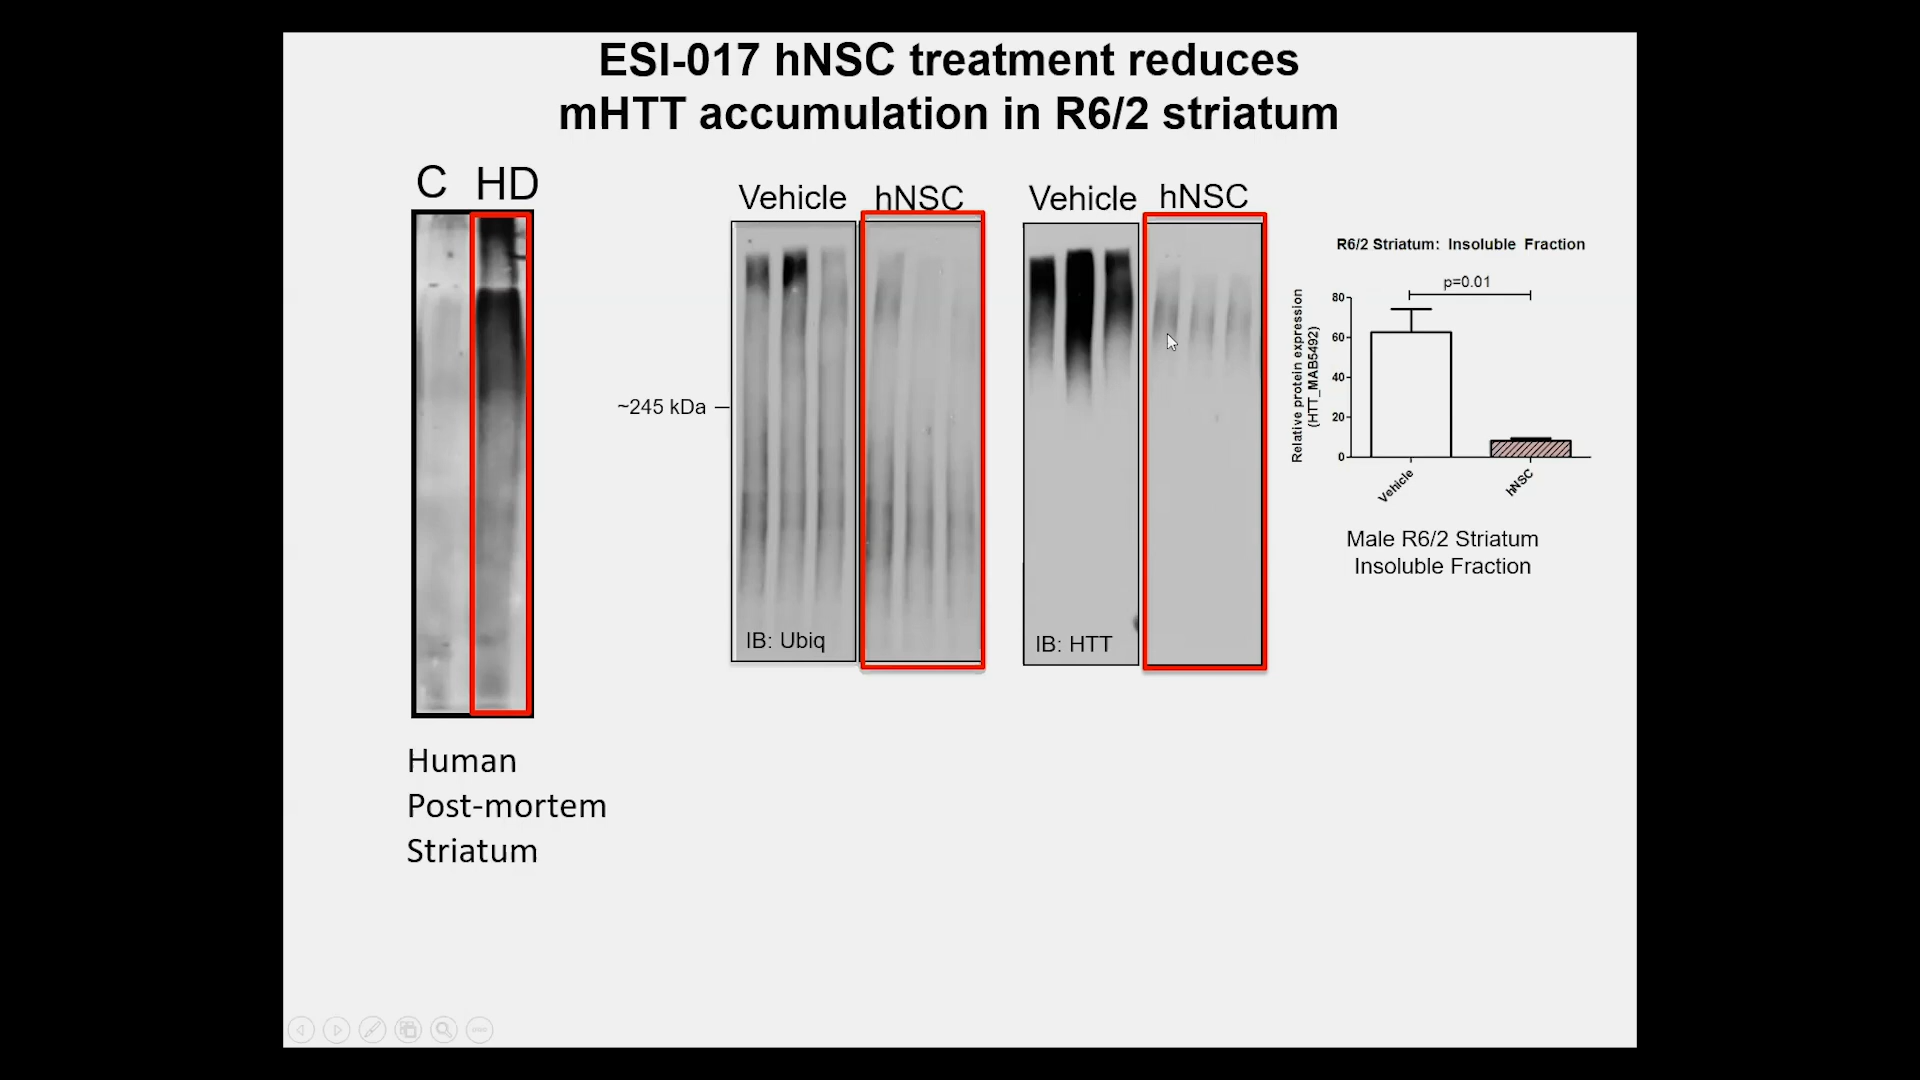 ESI-017 hNSC treatment reduces
mHTT accumulation in R6/2 striatum
C HD
Human
Post-mortem
Striatum
~245 kDa
Vehicle hNSC
IB: Ubiq
Vehicle hNSC
IB: HTT
R6/2 Striatum: Insoluble Fraction
p=0.01
Relative protein expression
(HTT_MAB5492)
80
60
40
20
0
Vehicle
hNSC
Male R6/2 Striatum
Insoluble Fraction